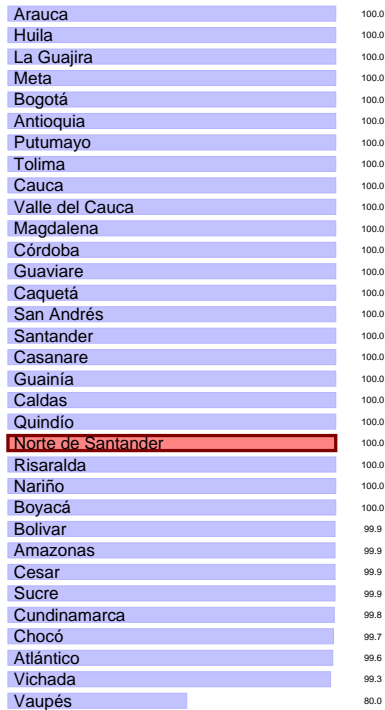 Arauca 100.0
Huila 100.0
La Guajira 100.0
Meta 100.0
Bogotá 100.0
Antioquia 100.0
Putumayo 100.0
Tolima 100.0
Cauca 100.0
Valle del Cauca 100.0
Magdalena 100.0
Córdoba 100.0
Guaviare 100.0
Caquetá 100.0
San Andrés 100.0
Santander 100.0
Casanare 100.0
Guainía 100.0
Caldas 100.0
Quindío 100.0
Norte de Santander 100.0
Risaralda 100.0
Nariño 100.0
Boyacá 100.0
Bolivar 99.9
Amazonas 99.9
Cesar 99.9
Sucre 99.9
Cundinamarca 99.8
Chocó 99.7
Atlántico 99.6
Vichada 99.3
Vaupés 80.0